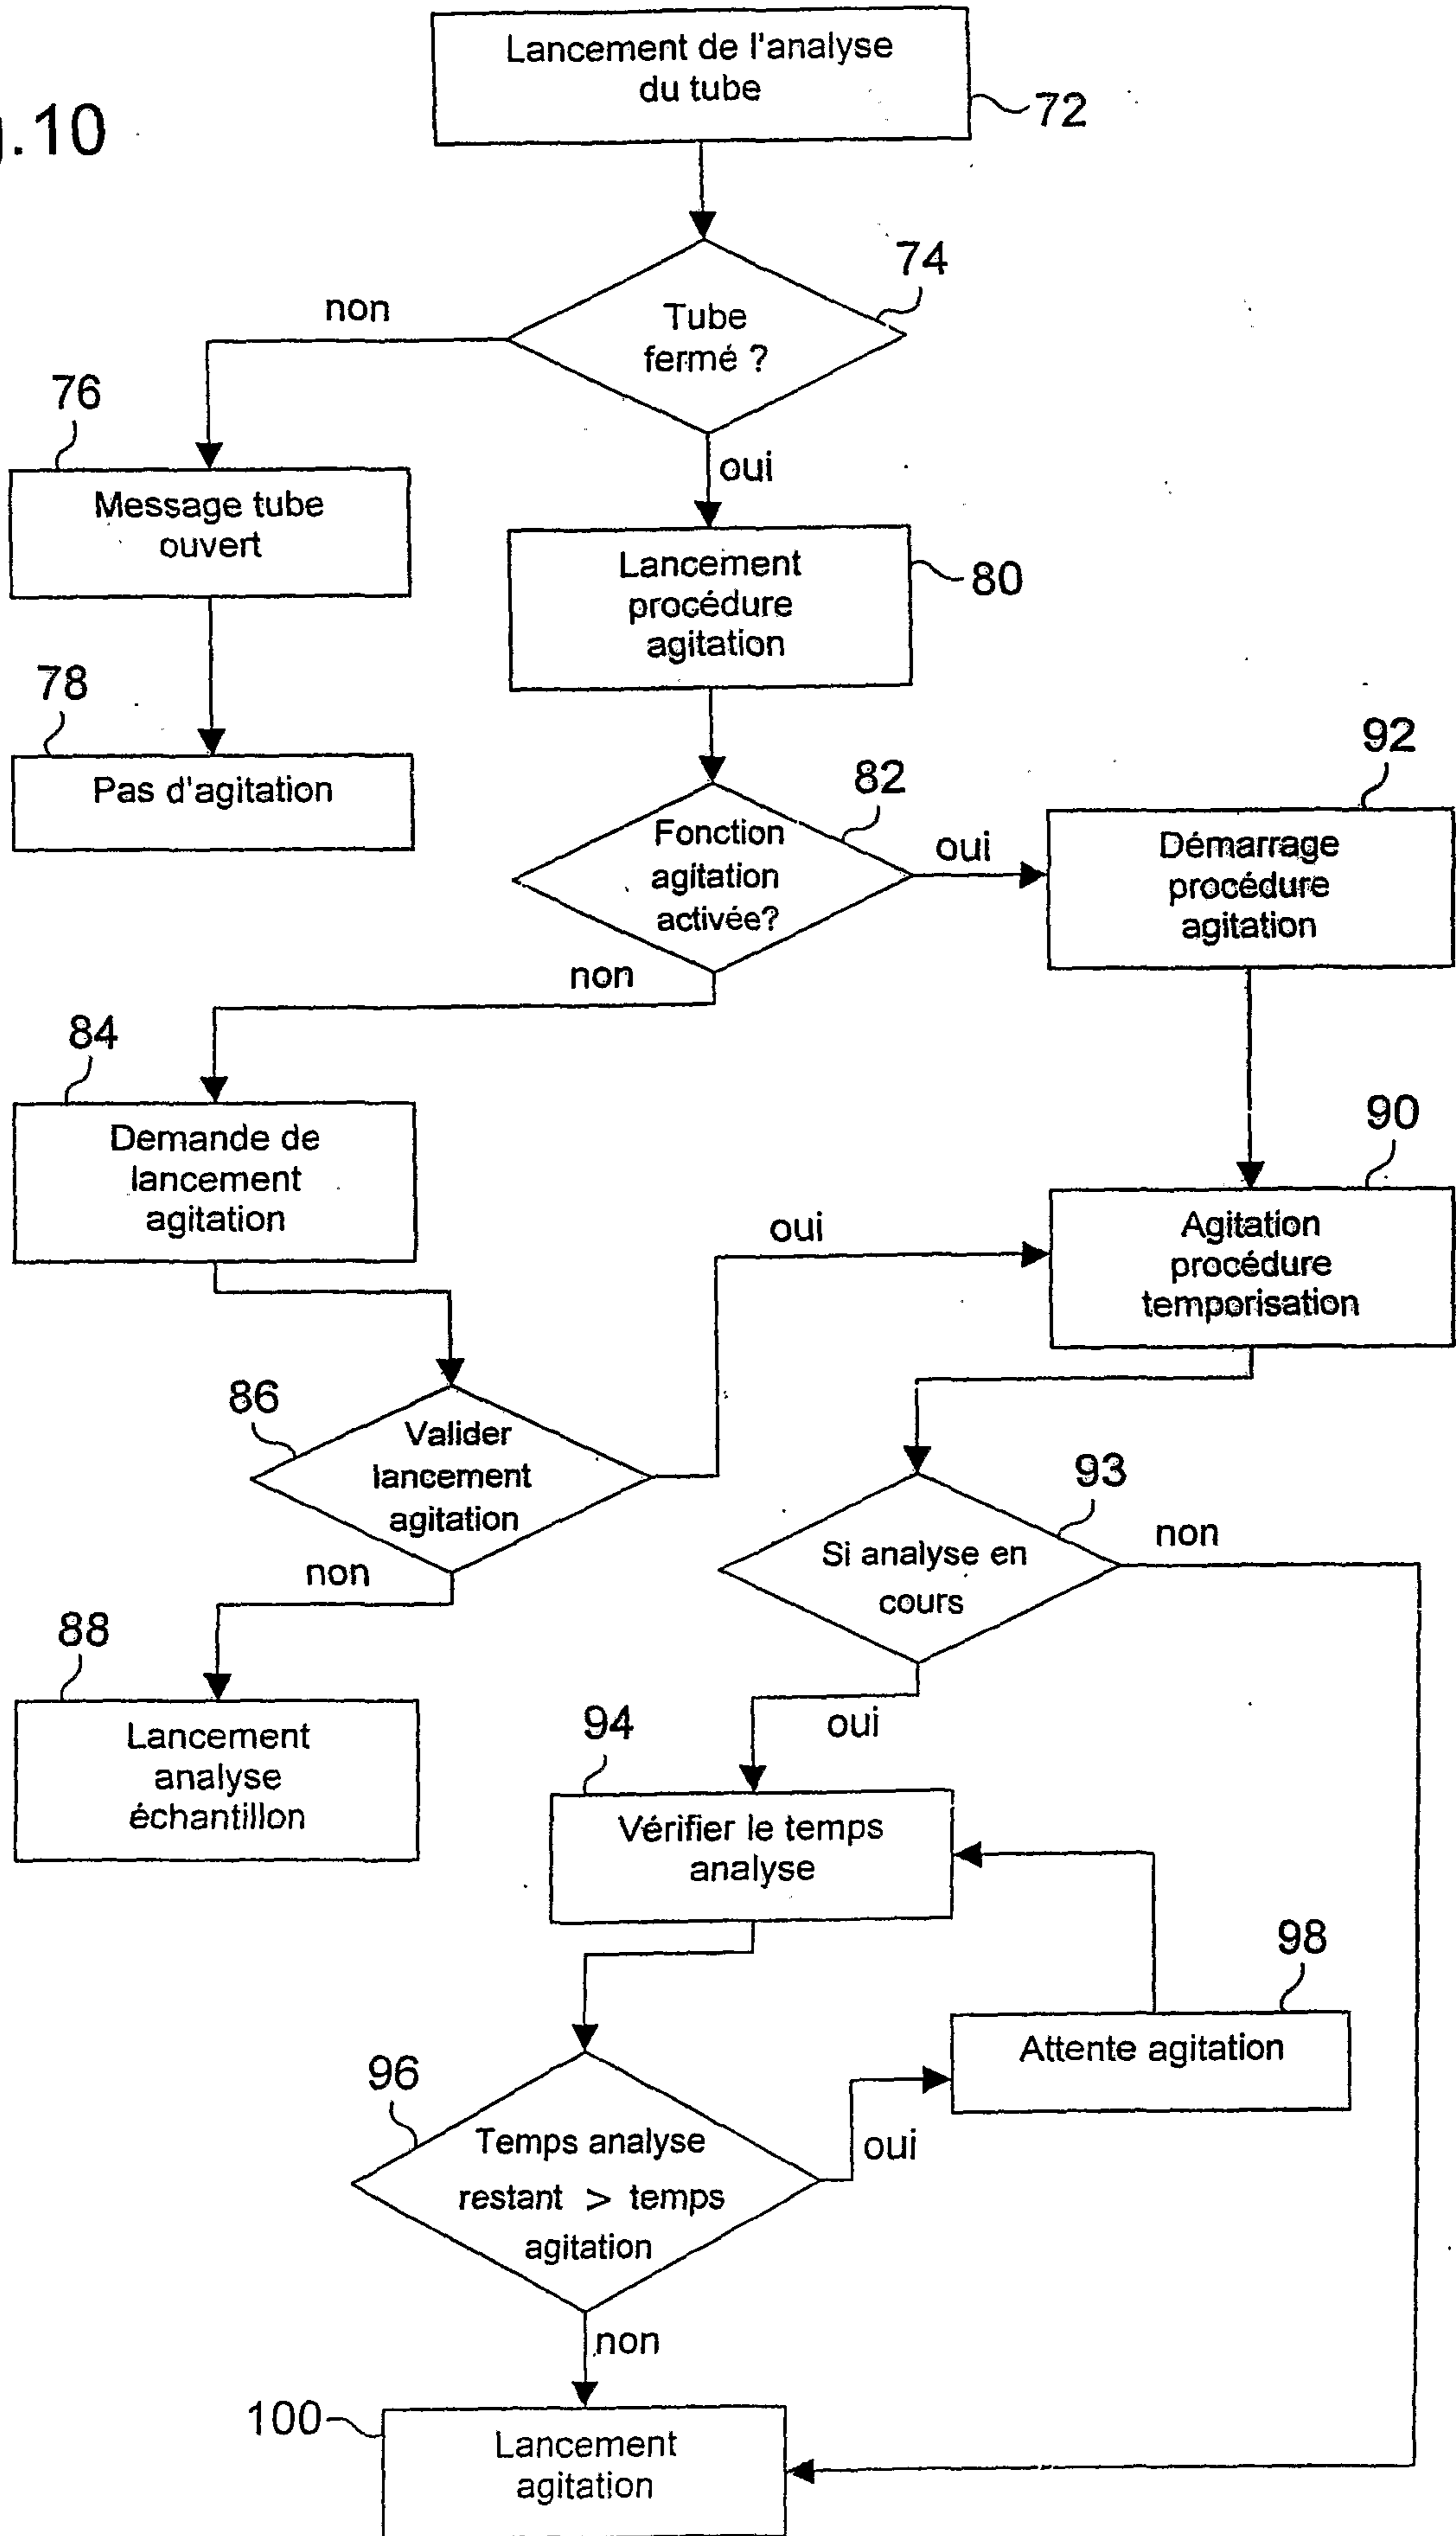 .10
Lancement de l'analyse
du tube
72
74
Tube
fermé ?
non
76
oui
Message tube
ouvert
Lancement
procédure
agitation
80
78
Pas d'agitation
82
92
Fonction
agitation
activée?
oui
Démarrage
procédure
agitation
non
84
Demande de
lancement
agitation
90
oui
Agitation
procédure
temporisation
86
Valider
lancement
agitation
93
non
Si analyse en
cours
non
88
Lancement
analyse
échantillon
oui
94
Vérifier le temps
analyse
98
Attente agitation
96
Temps analyse
restant > temps
agitation
oui
non
100
Lancement
agitation